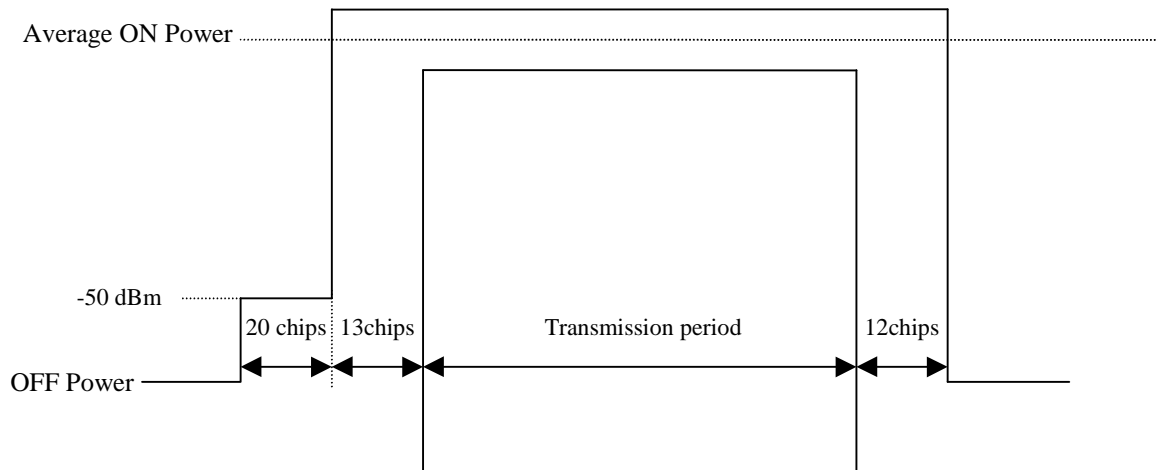 Average ON Power
-50 dBm
20 chips
13chips
Transmission period
12chips
OFF Power